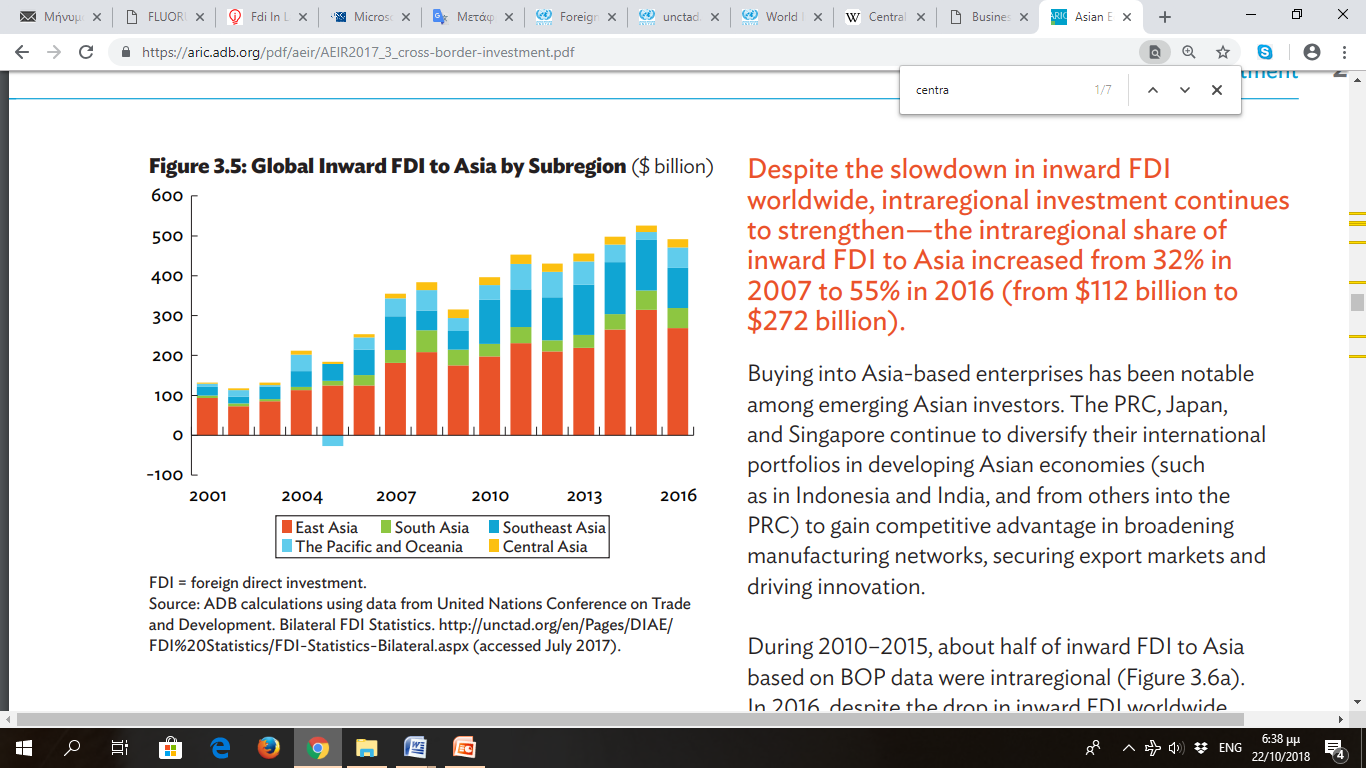 Μήνυμ
FLUORI
Fdi In L
Microso
Μετάφ
Foreign
unctad.
World I
Central
Busines
Asian E
https://aric.adb.org/pdf/aeir/AEIR2017_3_cross-border-investment.pdf
centra 1/7
Figure 3.5: Global Inward FDI to Asia by Subregion ($ billion)
600
500
400
300
200
100
0
-100
2001 2004 2007 2010 2013 2016
East Asia South Asia Southeast Asia
The Pacific and Oceania Central Asia
FDI = foreign direct investment.
Source: ADB calculations using data from United Nations Conference on Trade
and Development. Bilateral FDI Statistics. http://unctad.org/en/Pages/DIAE/
FDI%20Statistics/FDI-Statistics-Bilateral.aspx (accessed July 2017).
Despite the slowdown in inward FDI
worldwide, intraregional investment continues
to strengthen—the intraregional share of
inward FDI to Asia increased from 32% in
2007 to 55% in 2016 (from $112 billion to
$272 billion).
Buying into Asia-based enterprises has been notable
among emerging Asian investors. The PRC, Japan,
and Singapore continue to diversify their international
portfolios in developing Asian economies (such
as in Indonesia and India, and from others into the
PRC) to gain competitive advantage in broadening
manufacturing networks, securing export markets and
driving innovation.
During 2010–2015, about half of inward FDI to Asia
based on BOP data were intraregional (Figure 3.6a).
In 2016, despite the drop in inward FDI worldwide
ENG
6:38 μμ
22/10/2018
4